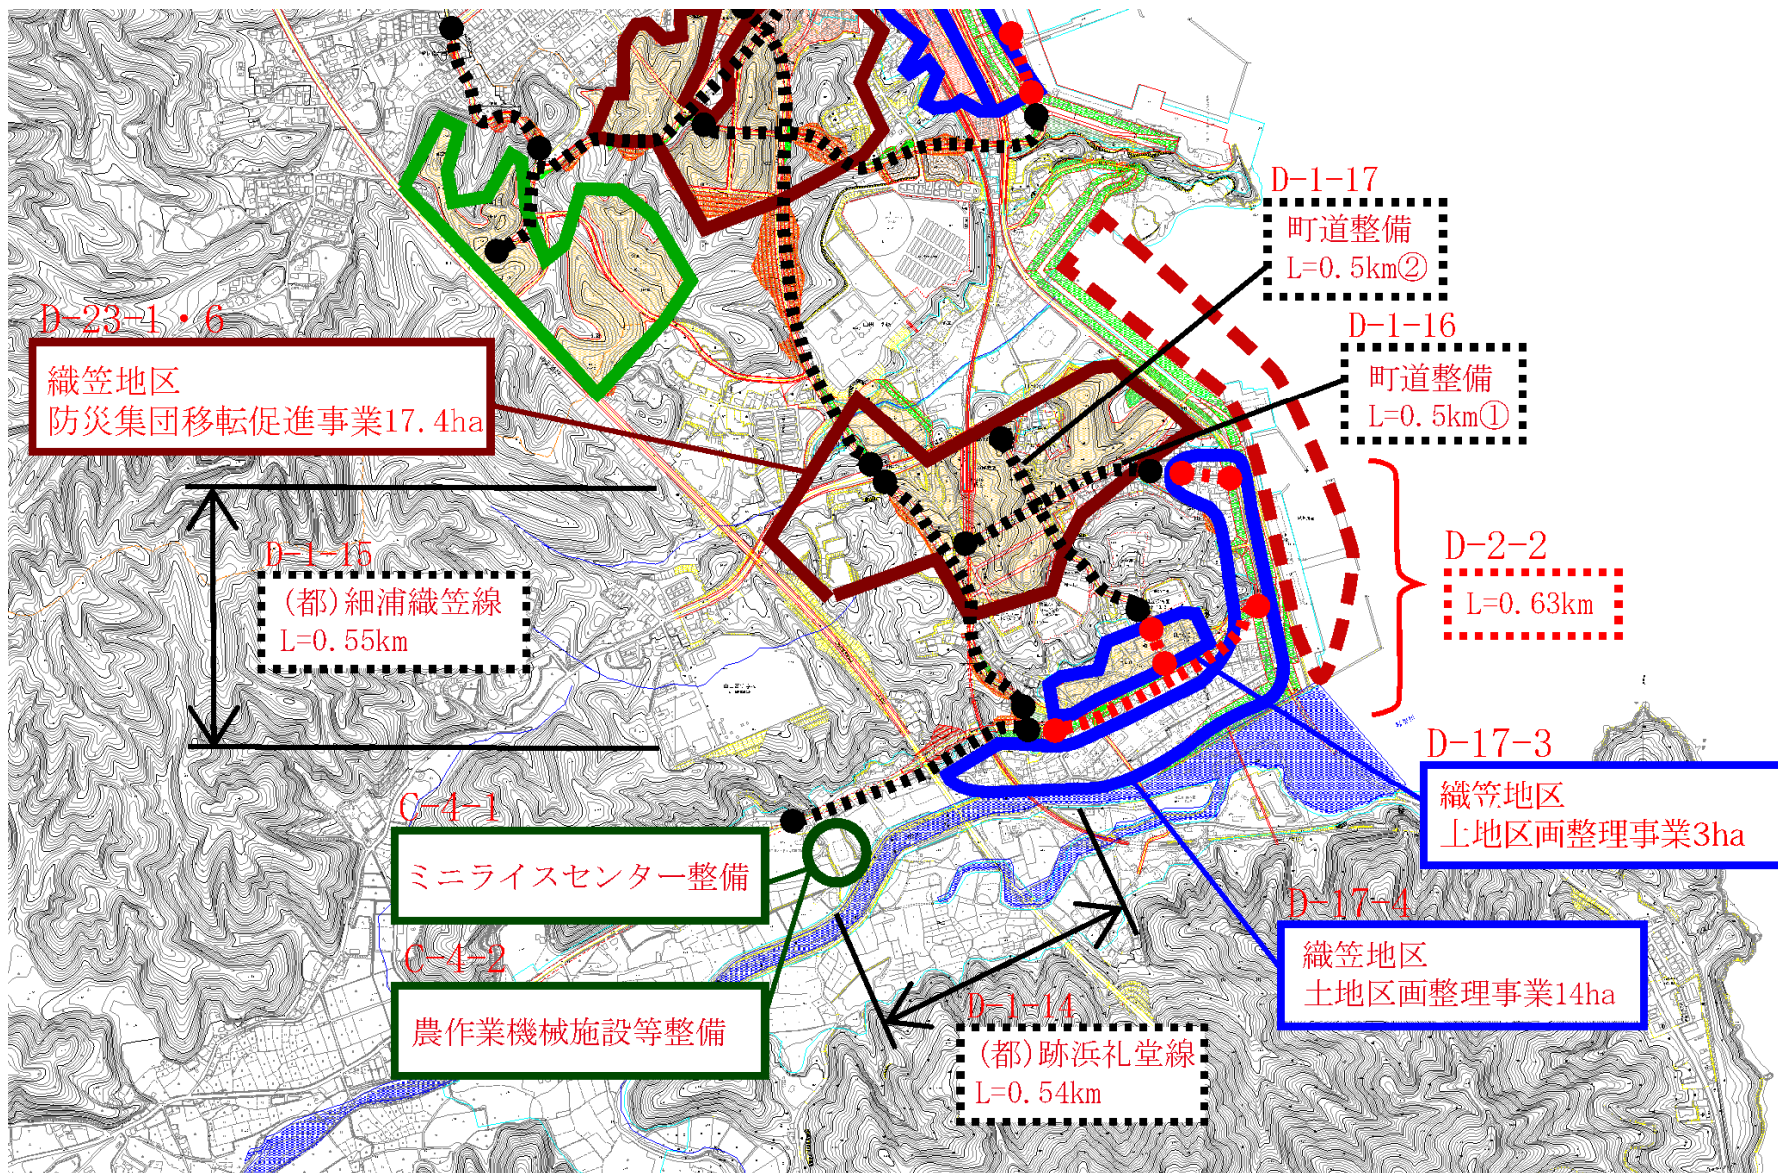 D-1-17
町道整備
L=0.5km②
D-1-16
町道整備
L=0.5km①
D-23-1・6
織笠地区
防災集団移転促進事業17.4ha
D-1-15
(都)細浦織笠線
L=0.55km
D-2-2
L=0.63km
D-17-3
織笠地区
土地区画整理事業3ha
C-4-1
ミニライスセンター整備
D-17-4
織笠地区
土地区画整理事業14ha
C-4-2
農作業機械施設等整備
D-1-14
(都)跡浜礼堂線
L=0.54km